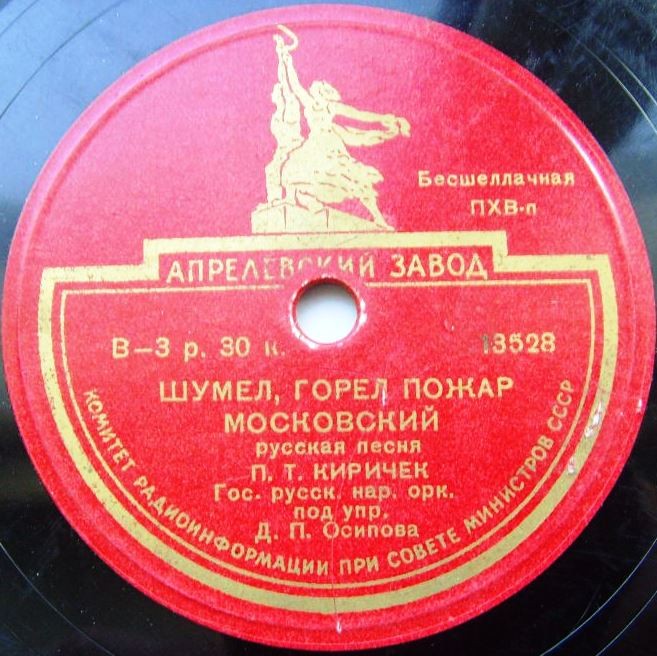 Бесшеллачная
ПХВ-п
АПРЕЛЕВСКИЙ ЗАВОД
В–3 р. 30 к.
13528
ШУМЕЛ, ГОРЕЛ ПОЖАР
МОСКОВСКИЙ
русская песня
П. Т. КИРИЧЕК
Гос. русск. нар. орк.
под упр.
Д. П. Осипова
КОМИТЕТ РАДИОИНФОРМАЦИИ ПРИ СОВЕТЕ МИНИСТРОВ СССР